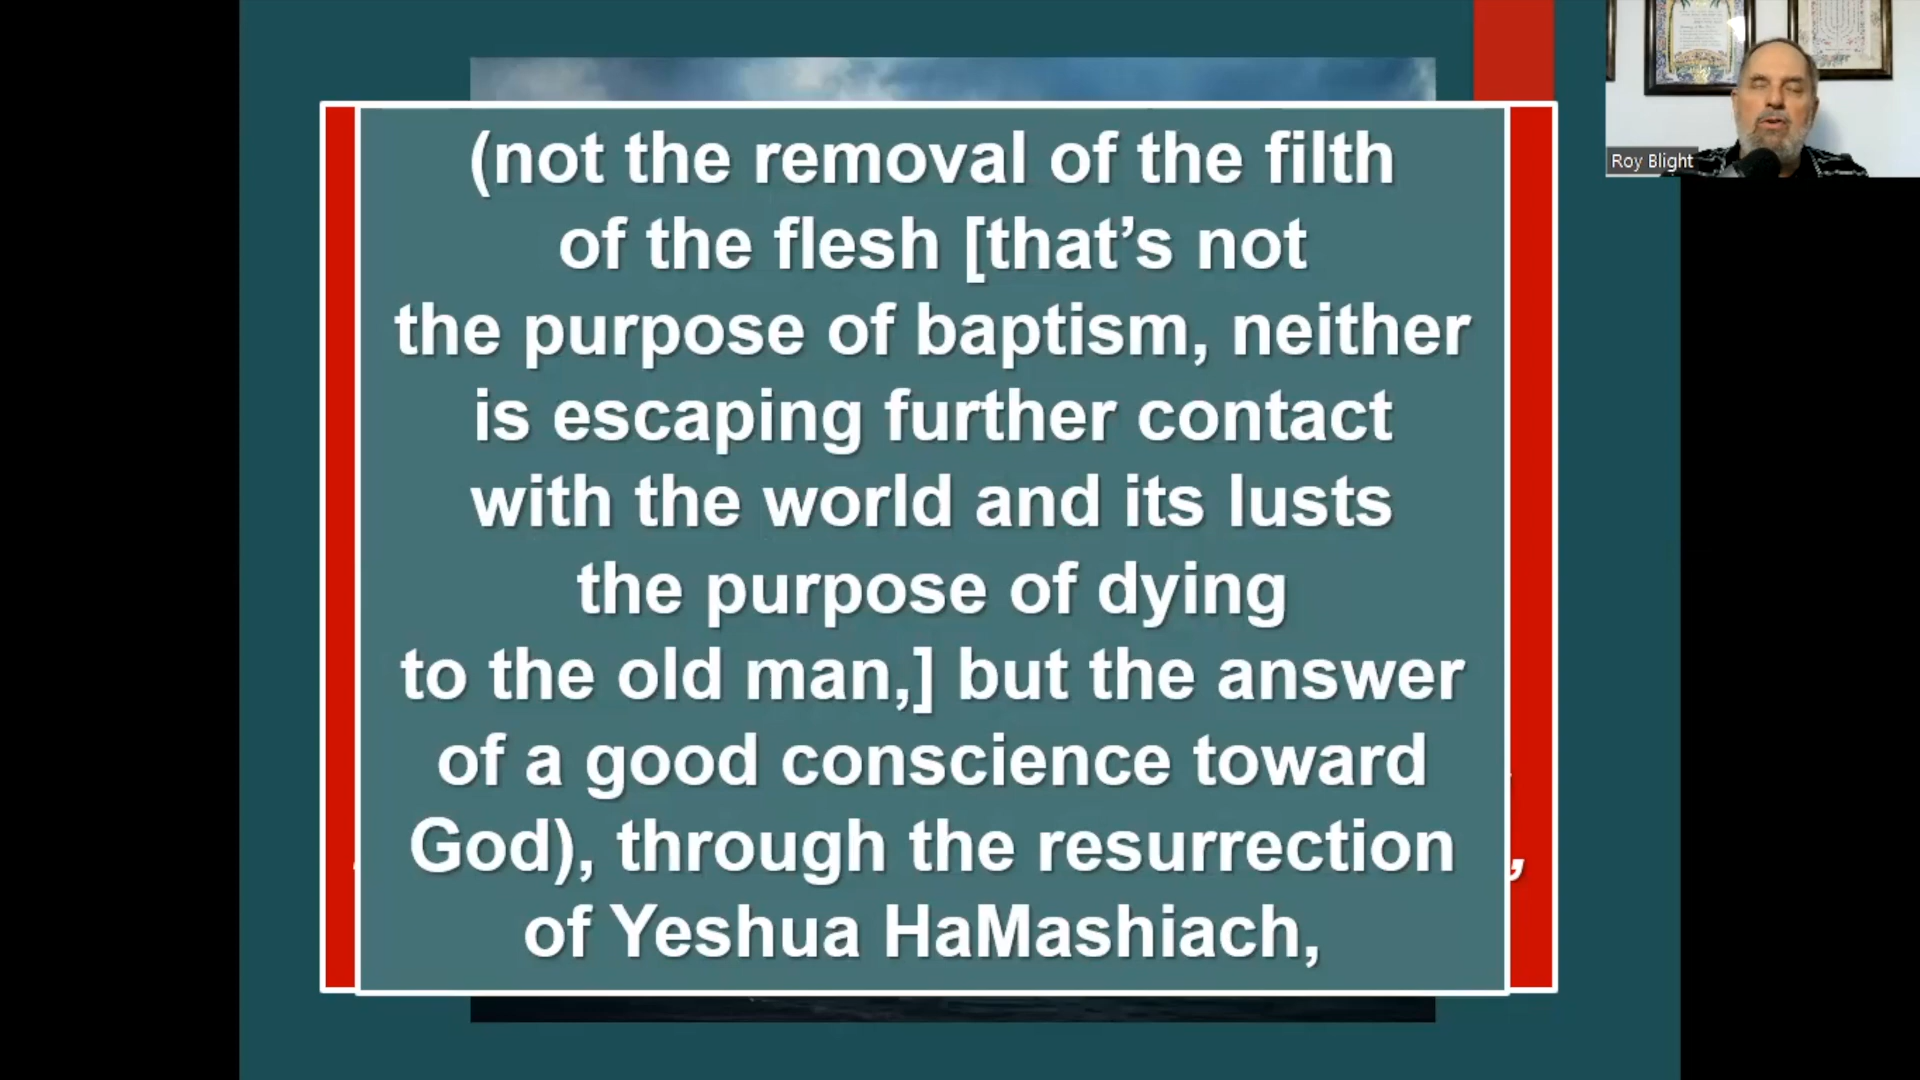 (not the removal of the filth
of the flesh [that’s not
the purpose of baptism, neither
is escaping further contact
with the world and its lusts
the purpose of dying
to the old man,] but the answer
of a good conscience toward
God), through the resurrection
of Yeshua HaMashiach,
Roy Blight